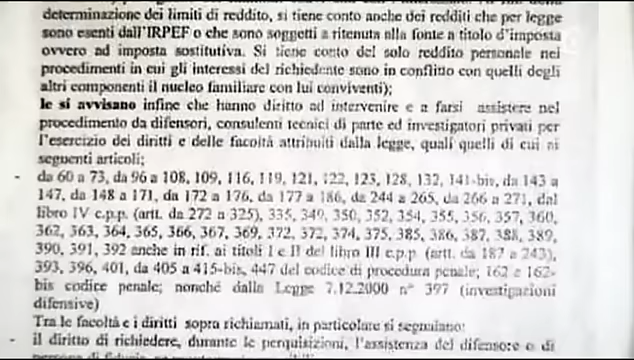 determinazione dei limiti di reddito, si tiene conto anche dei redditi che per legge
sono esenti dall'IRPEF o che sono soggetti a ritenuta alla fonte a titolo d'imposta
ovvero ad imposta sostitutiva. Si tiene conto del solo reddito personale nei
procedimenti in cui gli interessi del richiedente sono in conflitto con quelli degli
altri componenti il nucleo familiare con lui conviventi);
le si avvisano infine che hanno diritto ad intervenire e a farsi assistere nel
procedimento da difensori, consulenti tecnici di parte ed investigatori privati per
l'esercizio dei diritti e delle facoltà attribuiti dalla legge, quali quelli di cui ai
seguenti articoli;
- da 60 a 73, da 96 a 108, 109, 116, 119, 121, 122, 123, 128, 132, 141-bis, da 143 a
147, da 148 a 171, da 172 a 176, da 177 a 186, da 244 a 265, da 266 a 271, dal
libro IV c.p.p. (artt. da 272 a 325), 335, 349, 350, 352, 354, 355, 356, 357, 360,
362, 363, 364, 365, 366, 367, 369, 372, 372, 374, 375, 385, 386, 387, 388, 389,
390, 391, 392 anche in rif. ai titoli I e II del libro III c.p.p. (artt. da 187 a 243),
393, 396, 401, da 405 a 415-bis, 447 del codice di procedura penale; 162 e 162-
bis codice penale; nonché dalla Legge 7.12.2000 n° 397 (investigazioni
difensive)
Tra le facoltà e i diritti sopra richiamati, in particolare si segnalano:
- il diritto di richiedere, durante le perquisizioni, l'assistenza del difensore o di